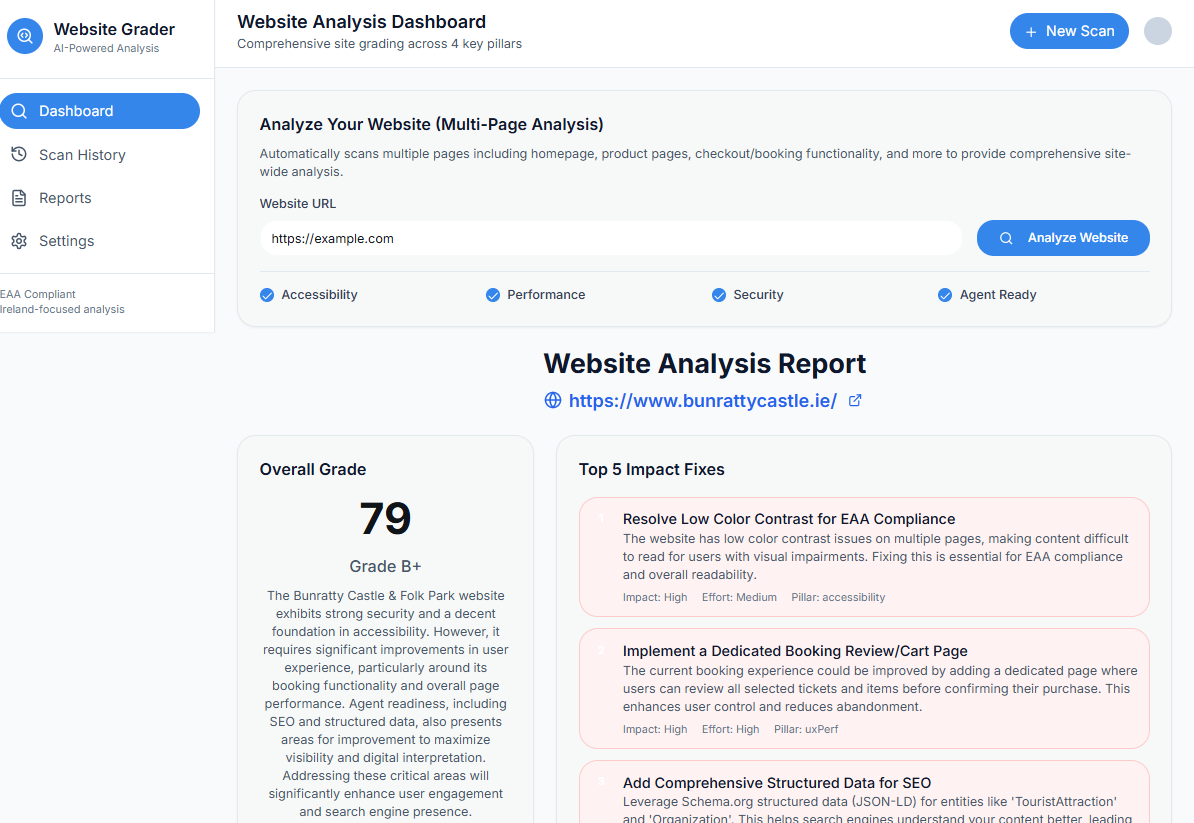 Website Grader
AI-Powered Analysis
Dashboard
Scan History
Reports
Settings
EAA Compliant
Ireland-focused analysis
Website Analysis Dashboard
Comprehensive site grading across 4 key pillars
+ New Scan
Analyze Your Website (Multi-Page Analysis)
Automatically scans multiple pages including homepage, product pages, checkout/booking functionality, and more to provide comprehensive site-
wide analysis.
Website URL
https://example.com
Analyze Website
Accessibility
Performance
Security
Agent Ready
Website Analysis Report
https://www.bunrattycastle.ie/
Overall Grade
79
Grade B+
The Bunratty Castle & Folk Park website
exhibits strong security and a decent
foundation in accessibility. However, it
requires significant improvements in user
experience, particularly around its
booking functionality and overall page
performance. Agent readiness, including
SEO and structured data, also presents
areas for improvement to maximize
visibility and digital interpretation.
Addressing these critical areas will
significantly enhance user engagement
and search engine presence.
Top 5 Impact Fixes
1
Resolve Low Color Contrast for EAA Compliance
The website has low color contrast issues on multiple pages, making content difficult
to read for users with visual impairments. Fixing this is essential for EAA compliance
and overall readability.
Impact: High Effort: Medium Pillar: accessibility
2
Implement a Dedicated Booking Review/Cart Page
The current booking experience could be improved by adding a dedicated page where
users can review all selected tickets and items before confirming their purchase. This
enhances user control and reduces abandonment.
Impact: High Effort: High Pillar: uxPerf
3
Add Comprehensive Structured Data for SEO
Leverage Schema.org structured data (JSON-LD) for entities like 'TouristAttraction'
and 'Organization'. This helps search engines understand your content better, leading